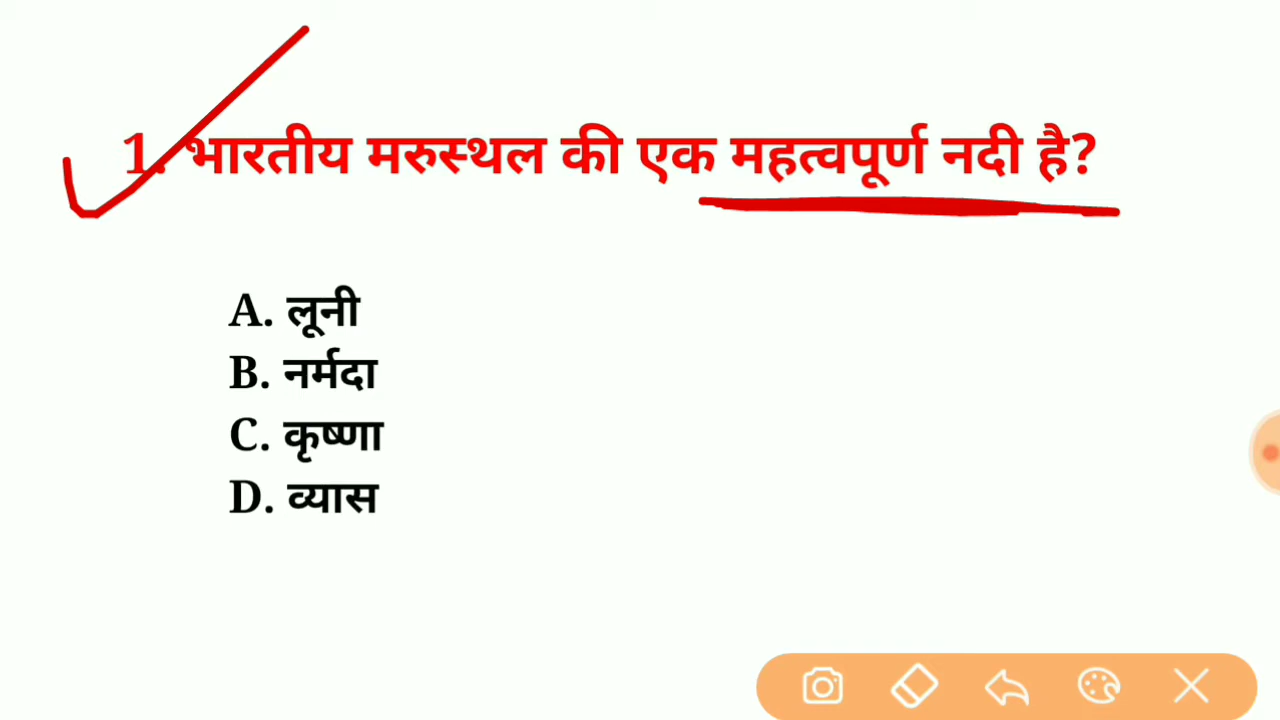 1. भारतीय मरुस्थल की एक महत्वपूर्ण नदी है?
A. लूनी
B. नर्मदा
C. कृष्णा
D. व्यास